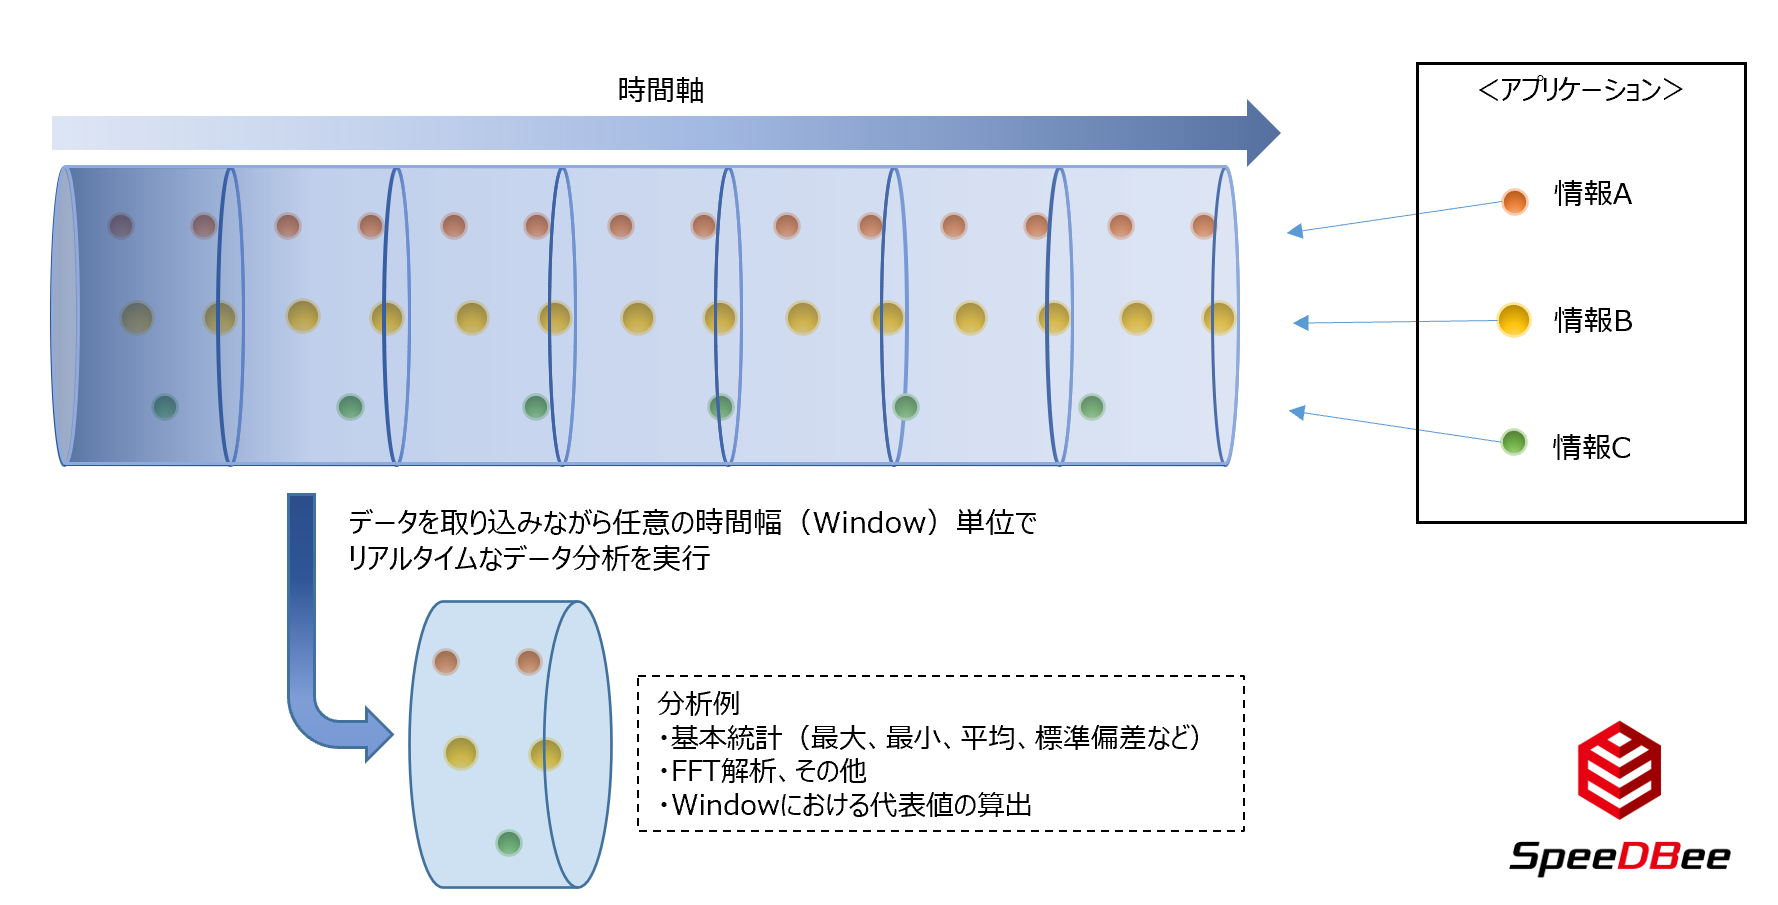 時間軸
＜アプリケーション＞
情報A
情報B
情報C
データを取り込みながら任意の時間幅（Window）単位で
リアルタイムなデータ分析を実行
分析例
・基本統計（最大、最小、平均、標準偏差など）
・FFT解析、その他
・Windowにおける代表値の算出
SpeeDBee